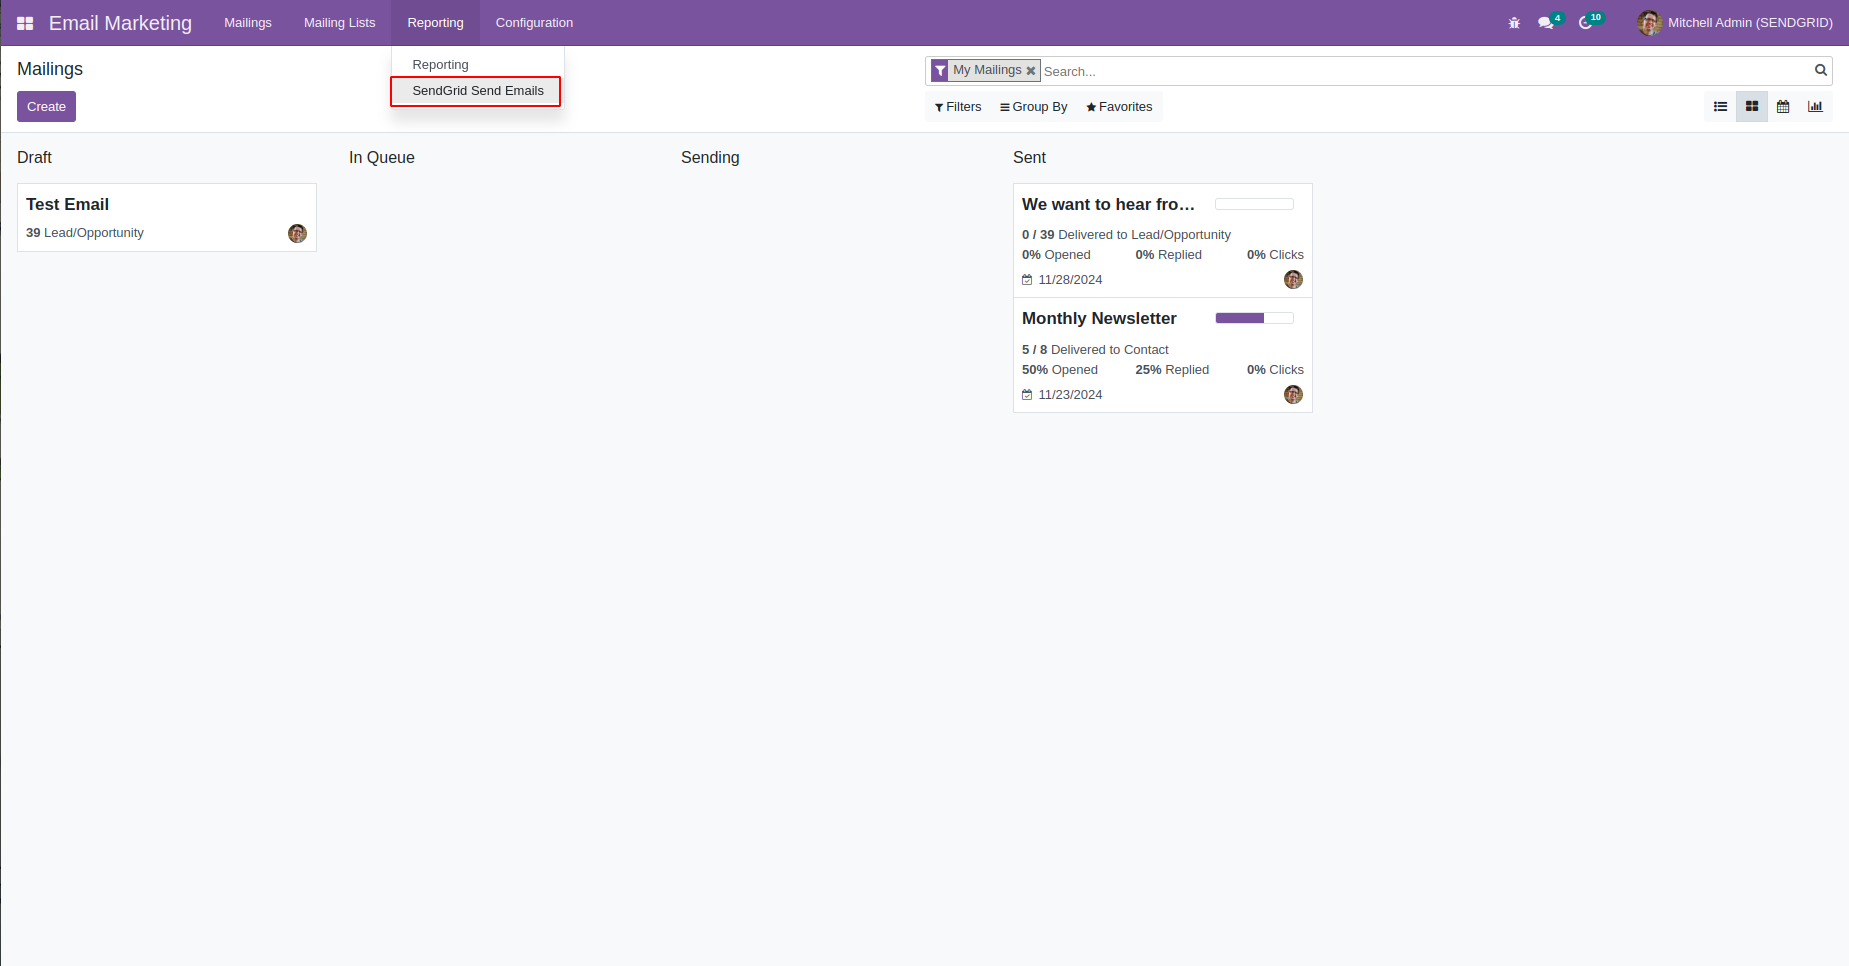 Email Marketing Mailings Mailing Lists Reporting Configuration 4 10 Mitchell Admin (SENDGRID)
Mailings
Reporting
SendGrid Send Emails
My Mailings Search...
Create
Filters Group By Favorites
Draft
Test Email
39 Lead/Opportunity
In Queue
Sending
Sent
We want to hear fro...
0 / 39 Delivered to Lead/Opportunity
0% Opened 0% Replied 0% Clicks
11/28/2024
Monthly Newsletter
5 / 8 Delivered to Contact
50% Opened 25% Replied 0% Clicks
11/23/2024